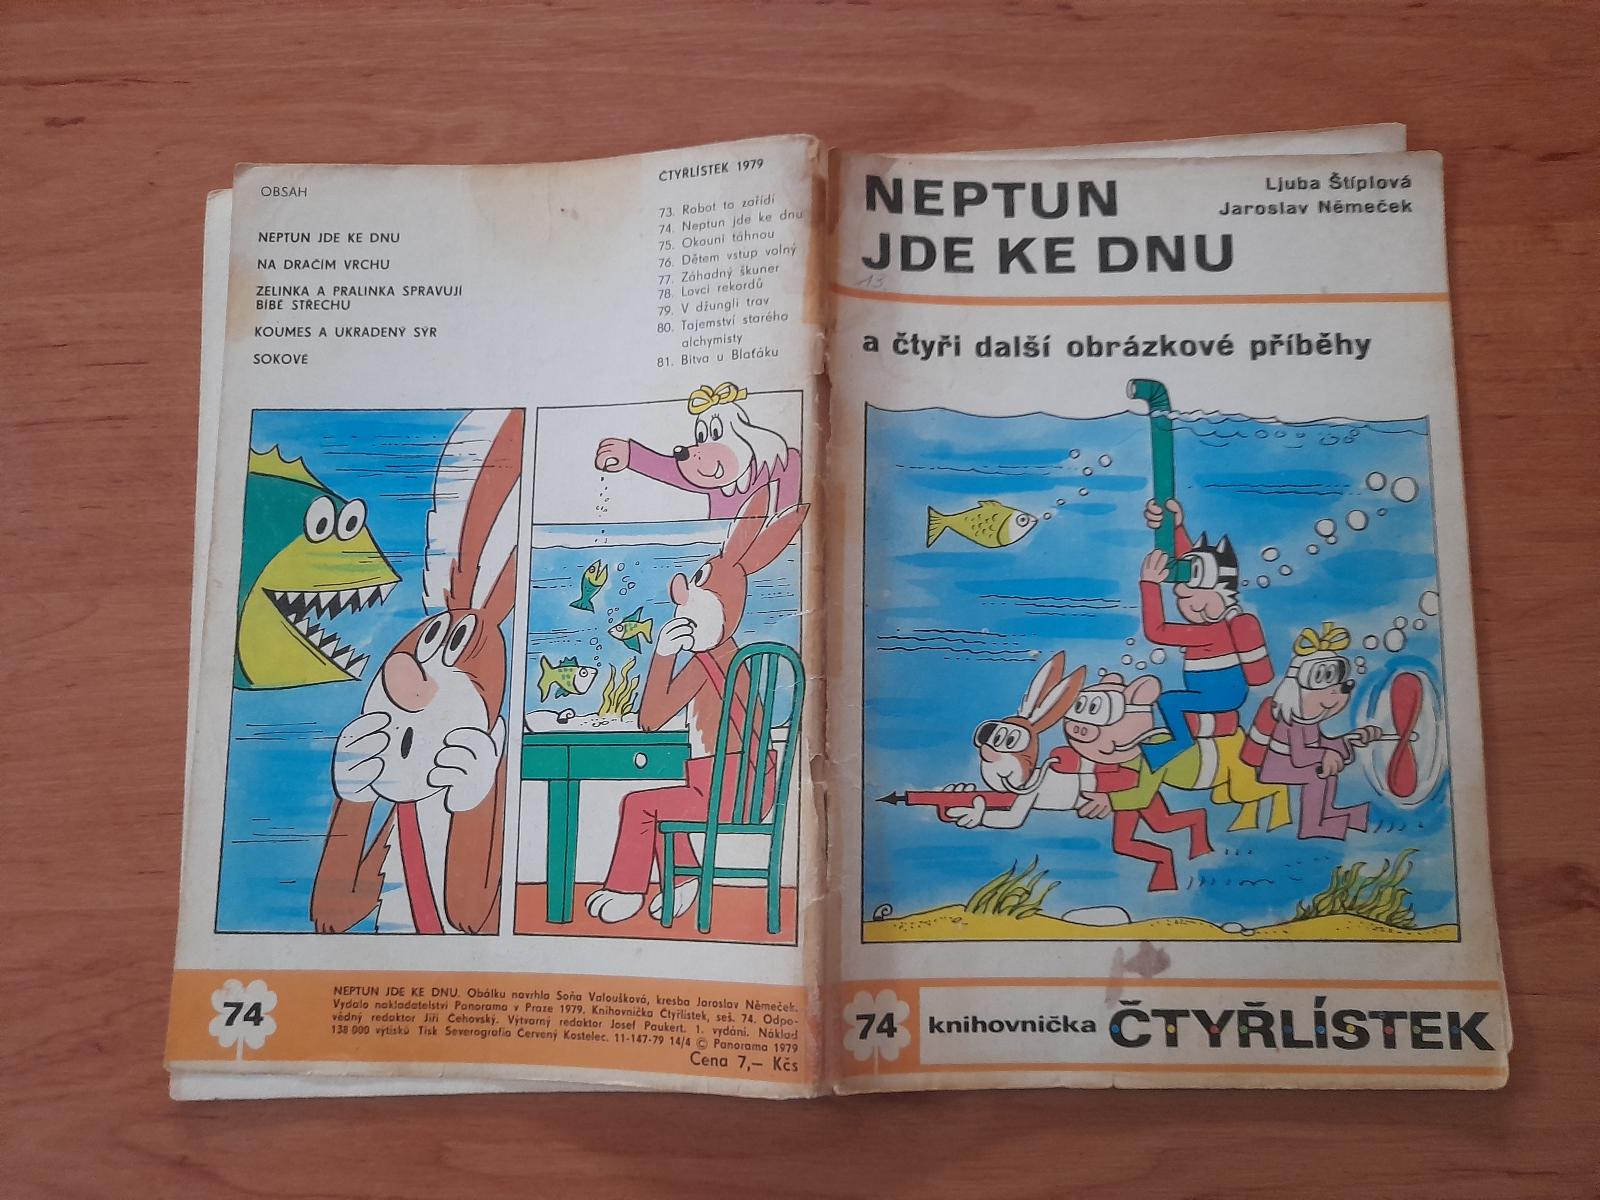 OBSAH
NEPTUN JDE KE DNU
NA DRAČÍM VRCHU
ZELINKA A PRALINKA SPRAVUJÍ
BÍBĚ STŘECHU
KOUMES A UKRADENÝ SÝR
SOKOVÉ
ČTYŘLÍSTEK 1979
73. Robot to zařídí
74. Neptun jde ke dnu
75. Okouni táhnou
76. Dětem vstup volný
77. Záhadný škuner
78. Lovci rekordů
79. V džungli trav
80. Tajemství starého
alchymisty
81. Bitva u Blaťáku
74
NEPTUN JDE KE DNU. Obálku navrhla Soňa Valoušková, kresba Jaroslav Němeček.
Vydalo nakladatelství Panorama v Praze 1979. Knihovnička Čtyřlístek, seš. 74. Odpo-
vědný redaktor Jiří Čehovský. Výtvarný redaktor Josef Paukert. 1. vydání. Náklad
138 000 výtisků Tisk Severografia Červený Kostelec. 11-147-79 14/4 © Panorama 1979
Cena 7,— Kčs
NEPTUN
JDE KE DNU
Ljuba Štíplová
Jaroslav Němeček
13
a čtyři další obrázkové příběhy
74
knihovnička ČTYŘLÍSTEK